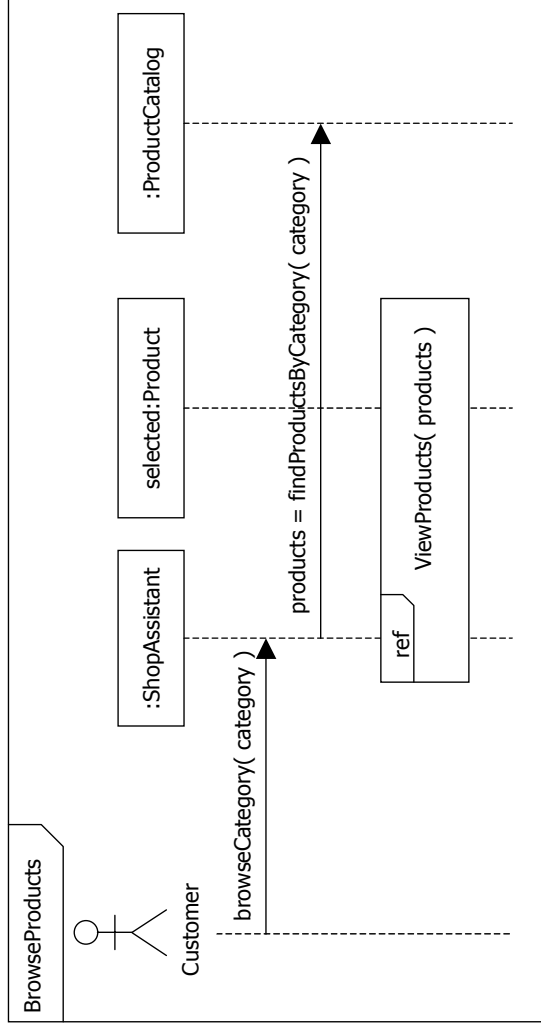 BrowseProducts
Customer
:ShopAssistant
selected:Product
:ProductCatalog
browseCategory( category )
products = findProductsByCategory( category )
ref
ViewProducts( products )